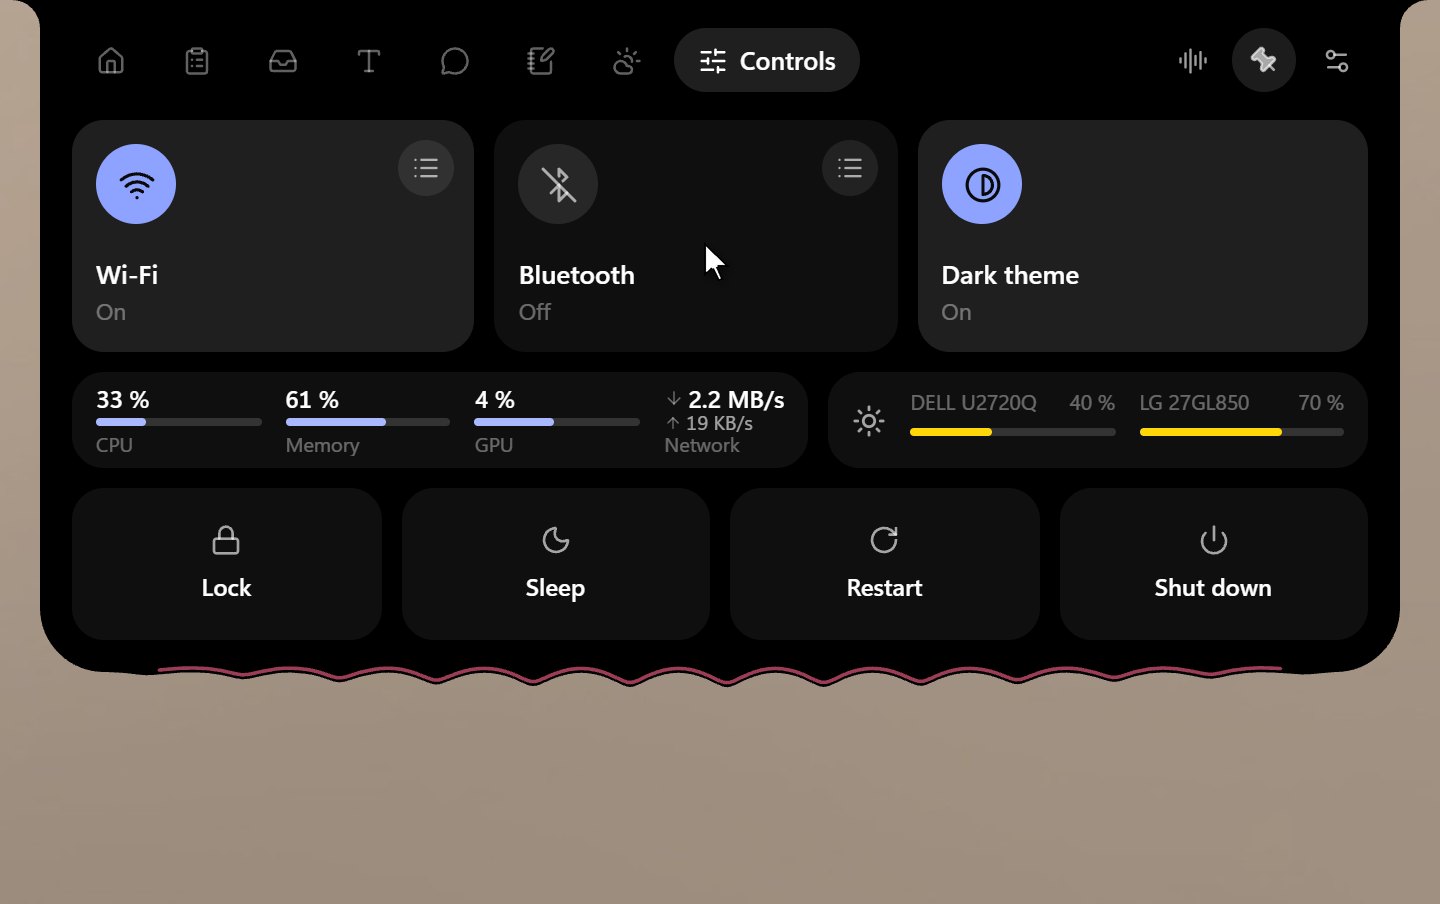 Controls
Wi-Fi
On
Bluetooth
Off
Dark theme
On
33 %
CPU
61 %
Memory
4 %
GPU
↓ 2.2 MB/s
↑ 19 KB/s
Network
DELL U2720Q 40 %
LG 27GL850 70 %
Lock
Sleep
Restart
Shut down